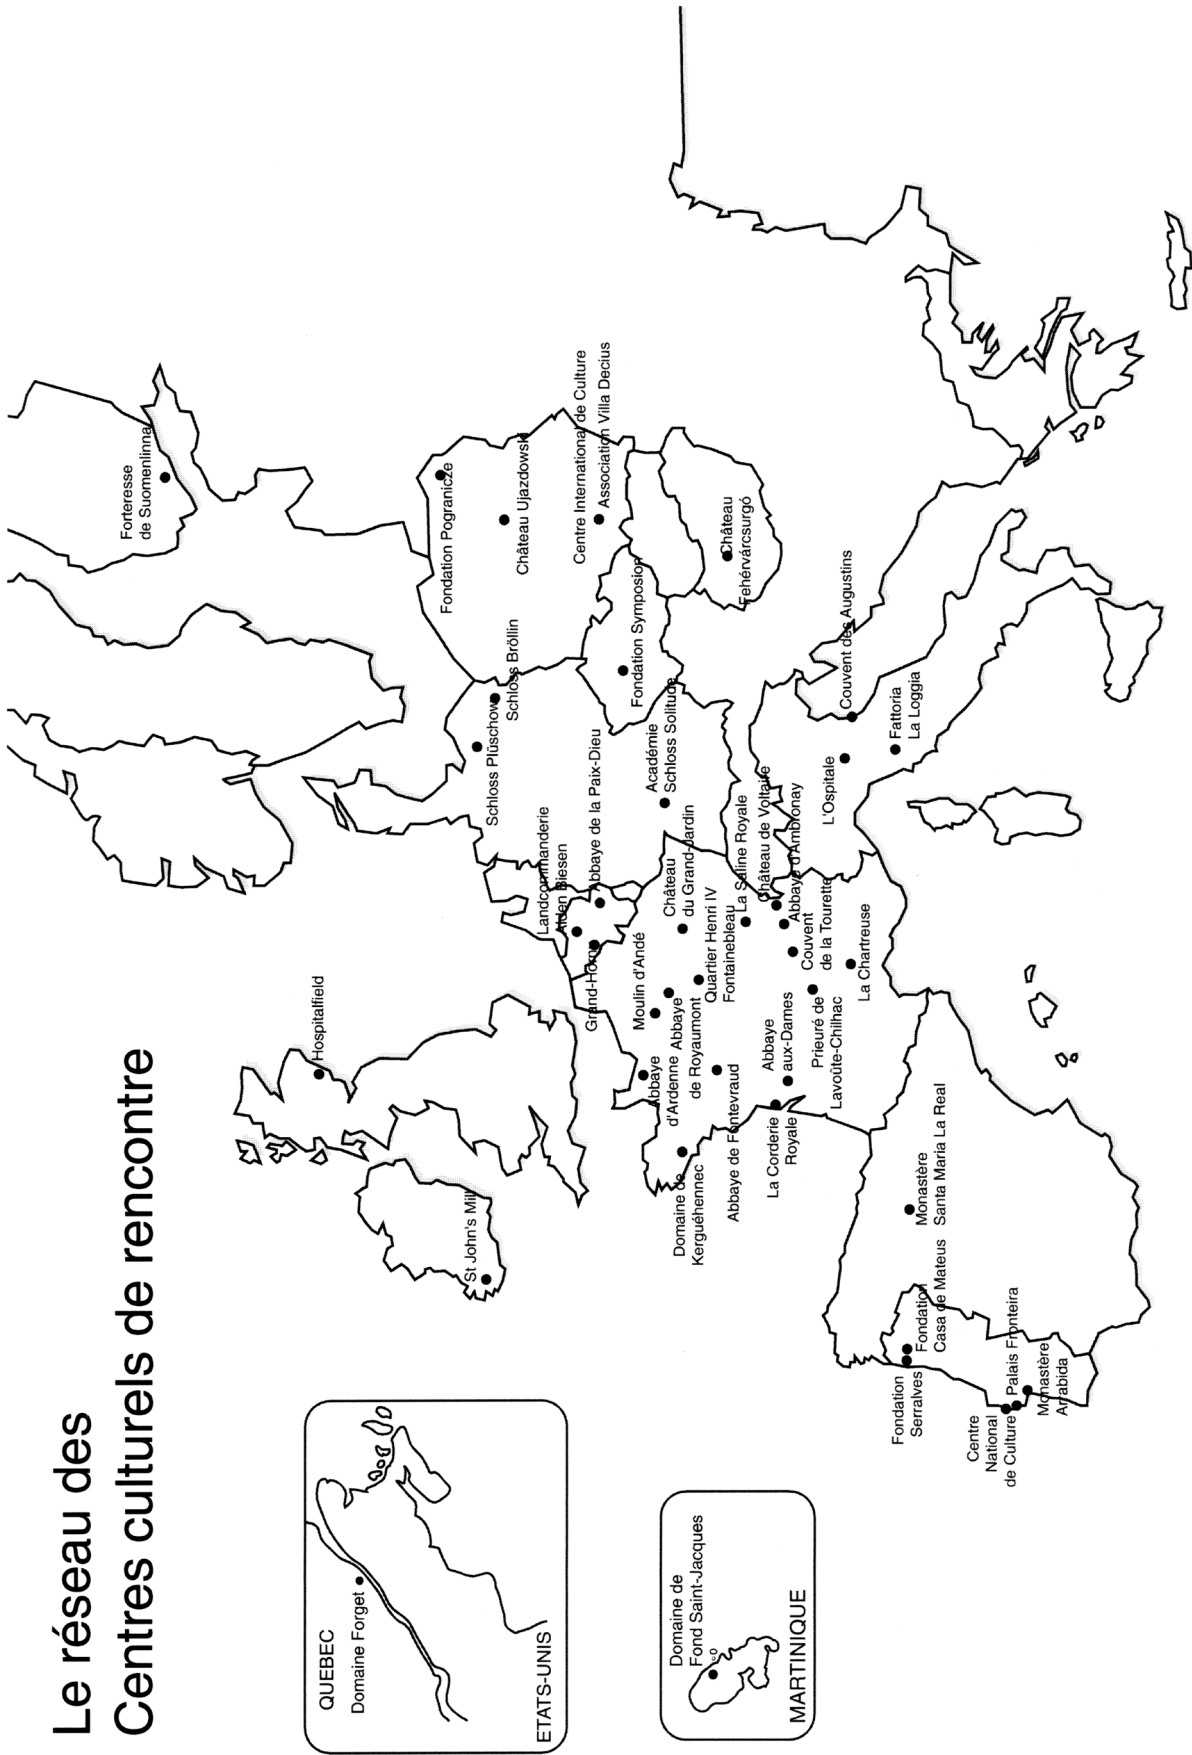 Le réseau des
Centres culturels de rencontre
QUEBEC
Domaine Forget
ETATS-UNIS
Domaine de
Fond Saint-Jacques
MARTINIQUE
Forteresse
de Suomenlinna
Hospitalfield
St John's Mill
Fondation Pogranicze
Château Ujazdowski
Centre International de Culture
Association Villa Decius
Schloss Plüschow
Schloss Bröllin
Fondation Symposion
Château
Fehérvárcsurgó
Landcommanderie
Alden Biesen
Abbaye de la Paix-Dieu
Grand-Hornu
Académie
Schloss Solitude
Moulin d'Andé
Château
du Grand-Jardin
Abbaye
d'Ardenne
Abbaye
de Royaumont
Quartier Henri IV
Fontainebleau
Abbaye de Fontevraud
Domaine de
Kerguéhennec
La Saline Royale
Château de Voltaire
Abbaye d'Ambronay
Couvent
de la Tourette
La Corderie
Royale
Abbaye
aux-Dames
Prieuré de
Lavoûte-Chilhac
La Chartreuse
L'Ospitale
Couvent des Augustins
Fattoria
La Loggia
Monastère
Santa Maria La Real
Fondation
Casa de Mateus
Fondation
Serralves
Centre
National
de Culture
Palais Fronteira
Monastère
Arrabida